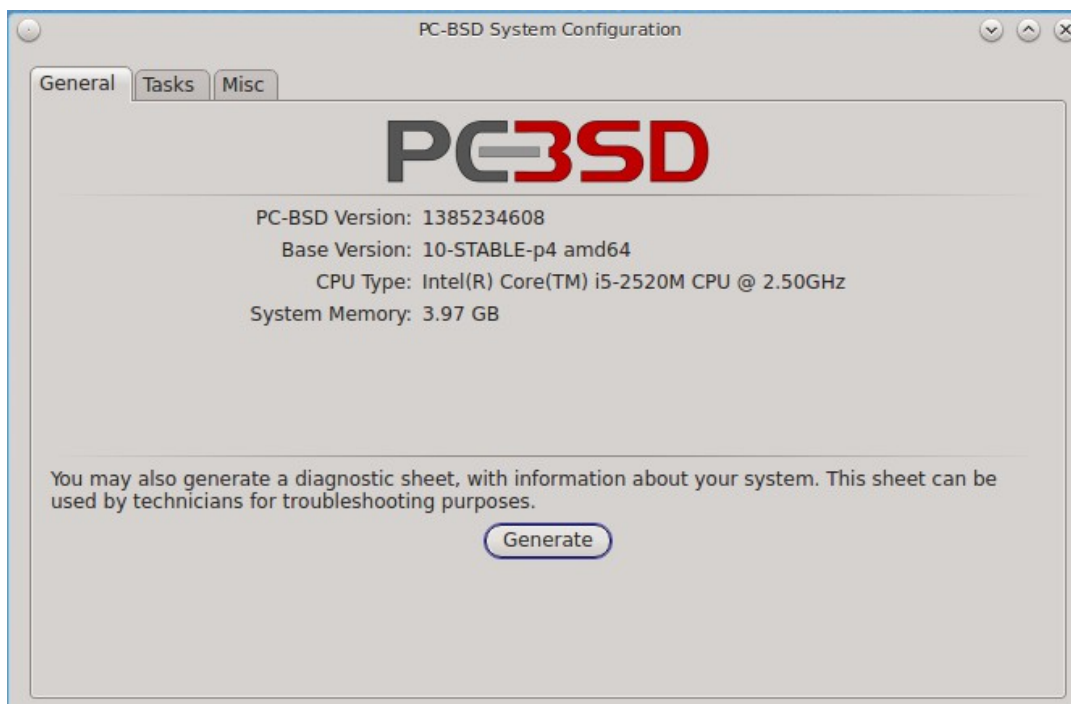 PC-BSD System Configuration
General Tasks Misc
PCBSD
PC-BSD Version: 1385234608
Base Version: 10-STABLE-p4 amd64
CPU Type: Intel(R) Core(TM) i5-2520M CPU @ 2.50GHz
System Memory: 3.97 GB
You may also generate a diagnostic sheet, with information about your system. This sheet can be
used by technicians for troubleshooting purposes.
Generate